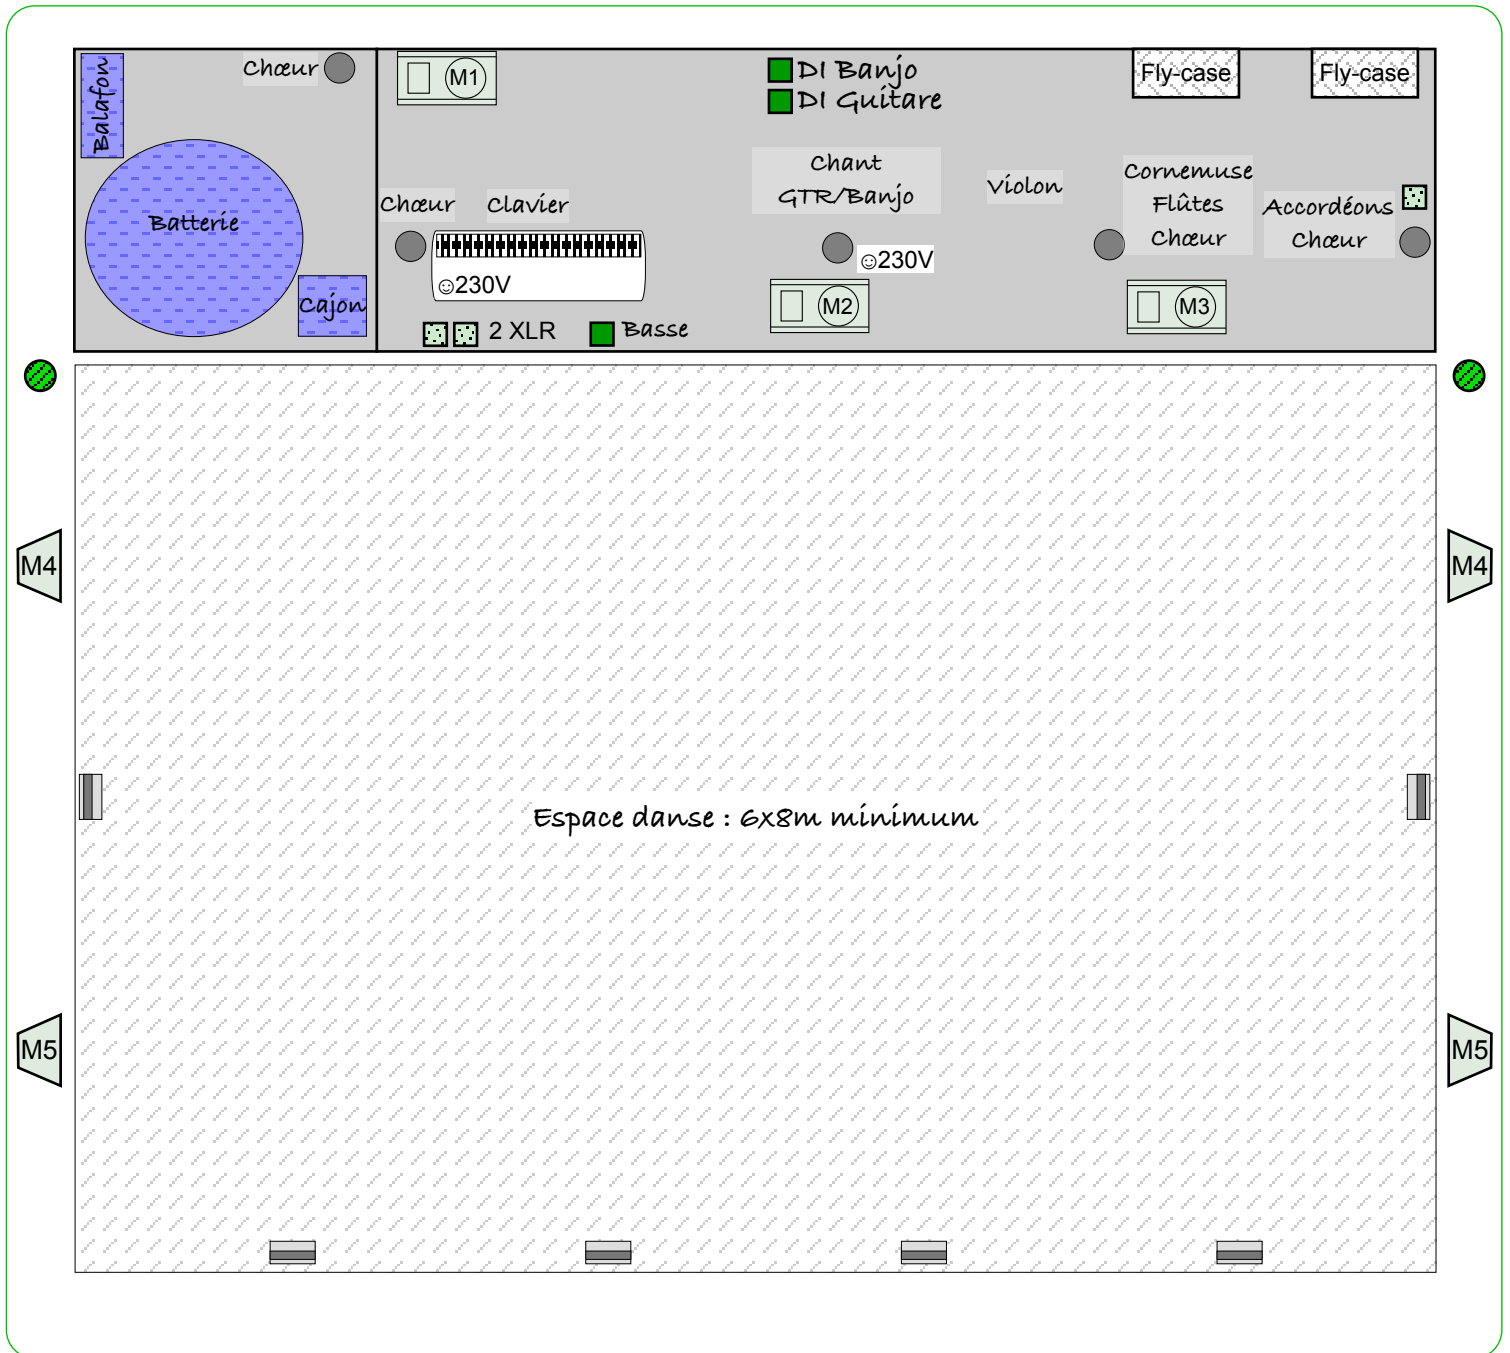 Balafon
Chœur
M1
DI Banjo
DI Guitare
Fly-case
Fly-case
Batterie
Cajon
Chœur
Clavier
☺230V
2 XLR
Basse
Chant
GTR/Banjo
☺230V
M2
Violon
Cornemuse
Flûtes
Chœur
M3
Accordéons
Chœur
M4
M4
Espace danse : 6x8m minimum
M5
M5